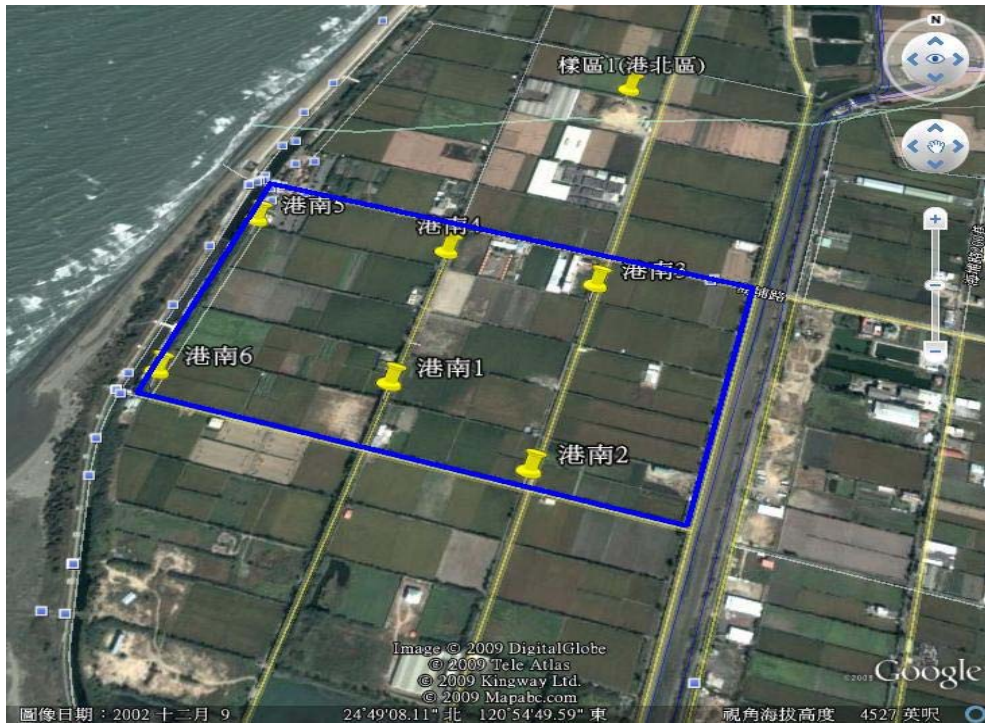 N
樣區1(港北區)
港南5
港南4
港南3
港南6
港南1
港南2
Image © 2009 DigitalGlobe
© 2009 Tele Atlas
© 2009 Kingway Ltd.
© 2009 Mapabc.com
©2009 Google
圖像日期：2002 十二月 9
24°49'08.11" 北 120°54'49.59" 東
視角海拔高度 4527 英呎